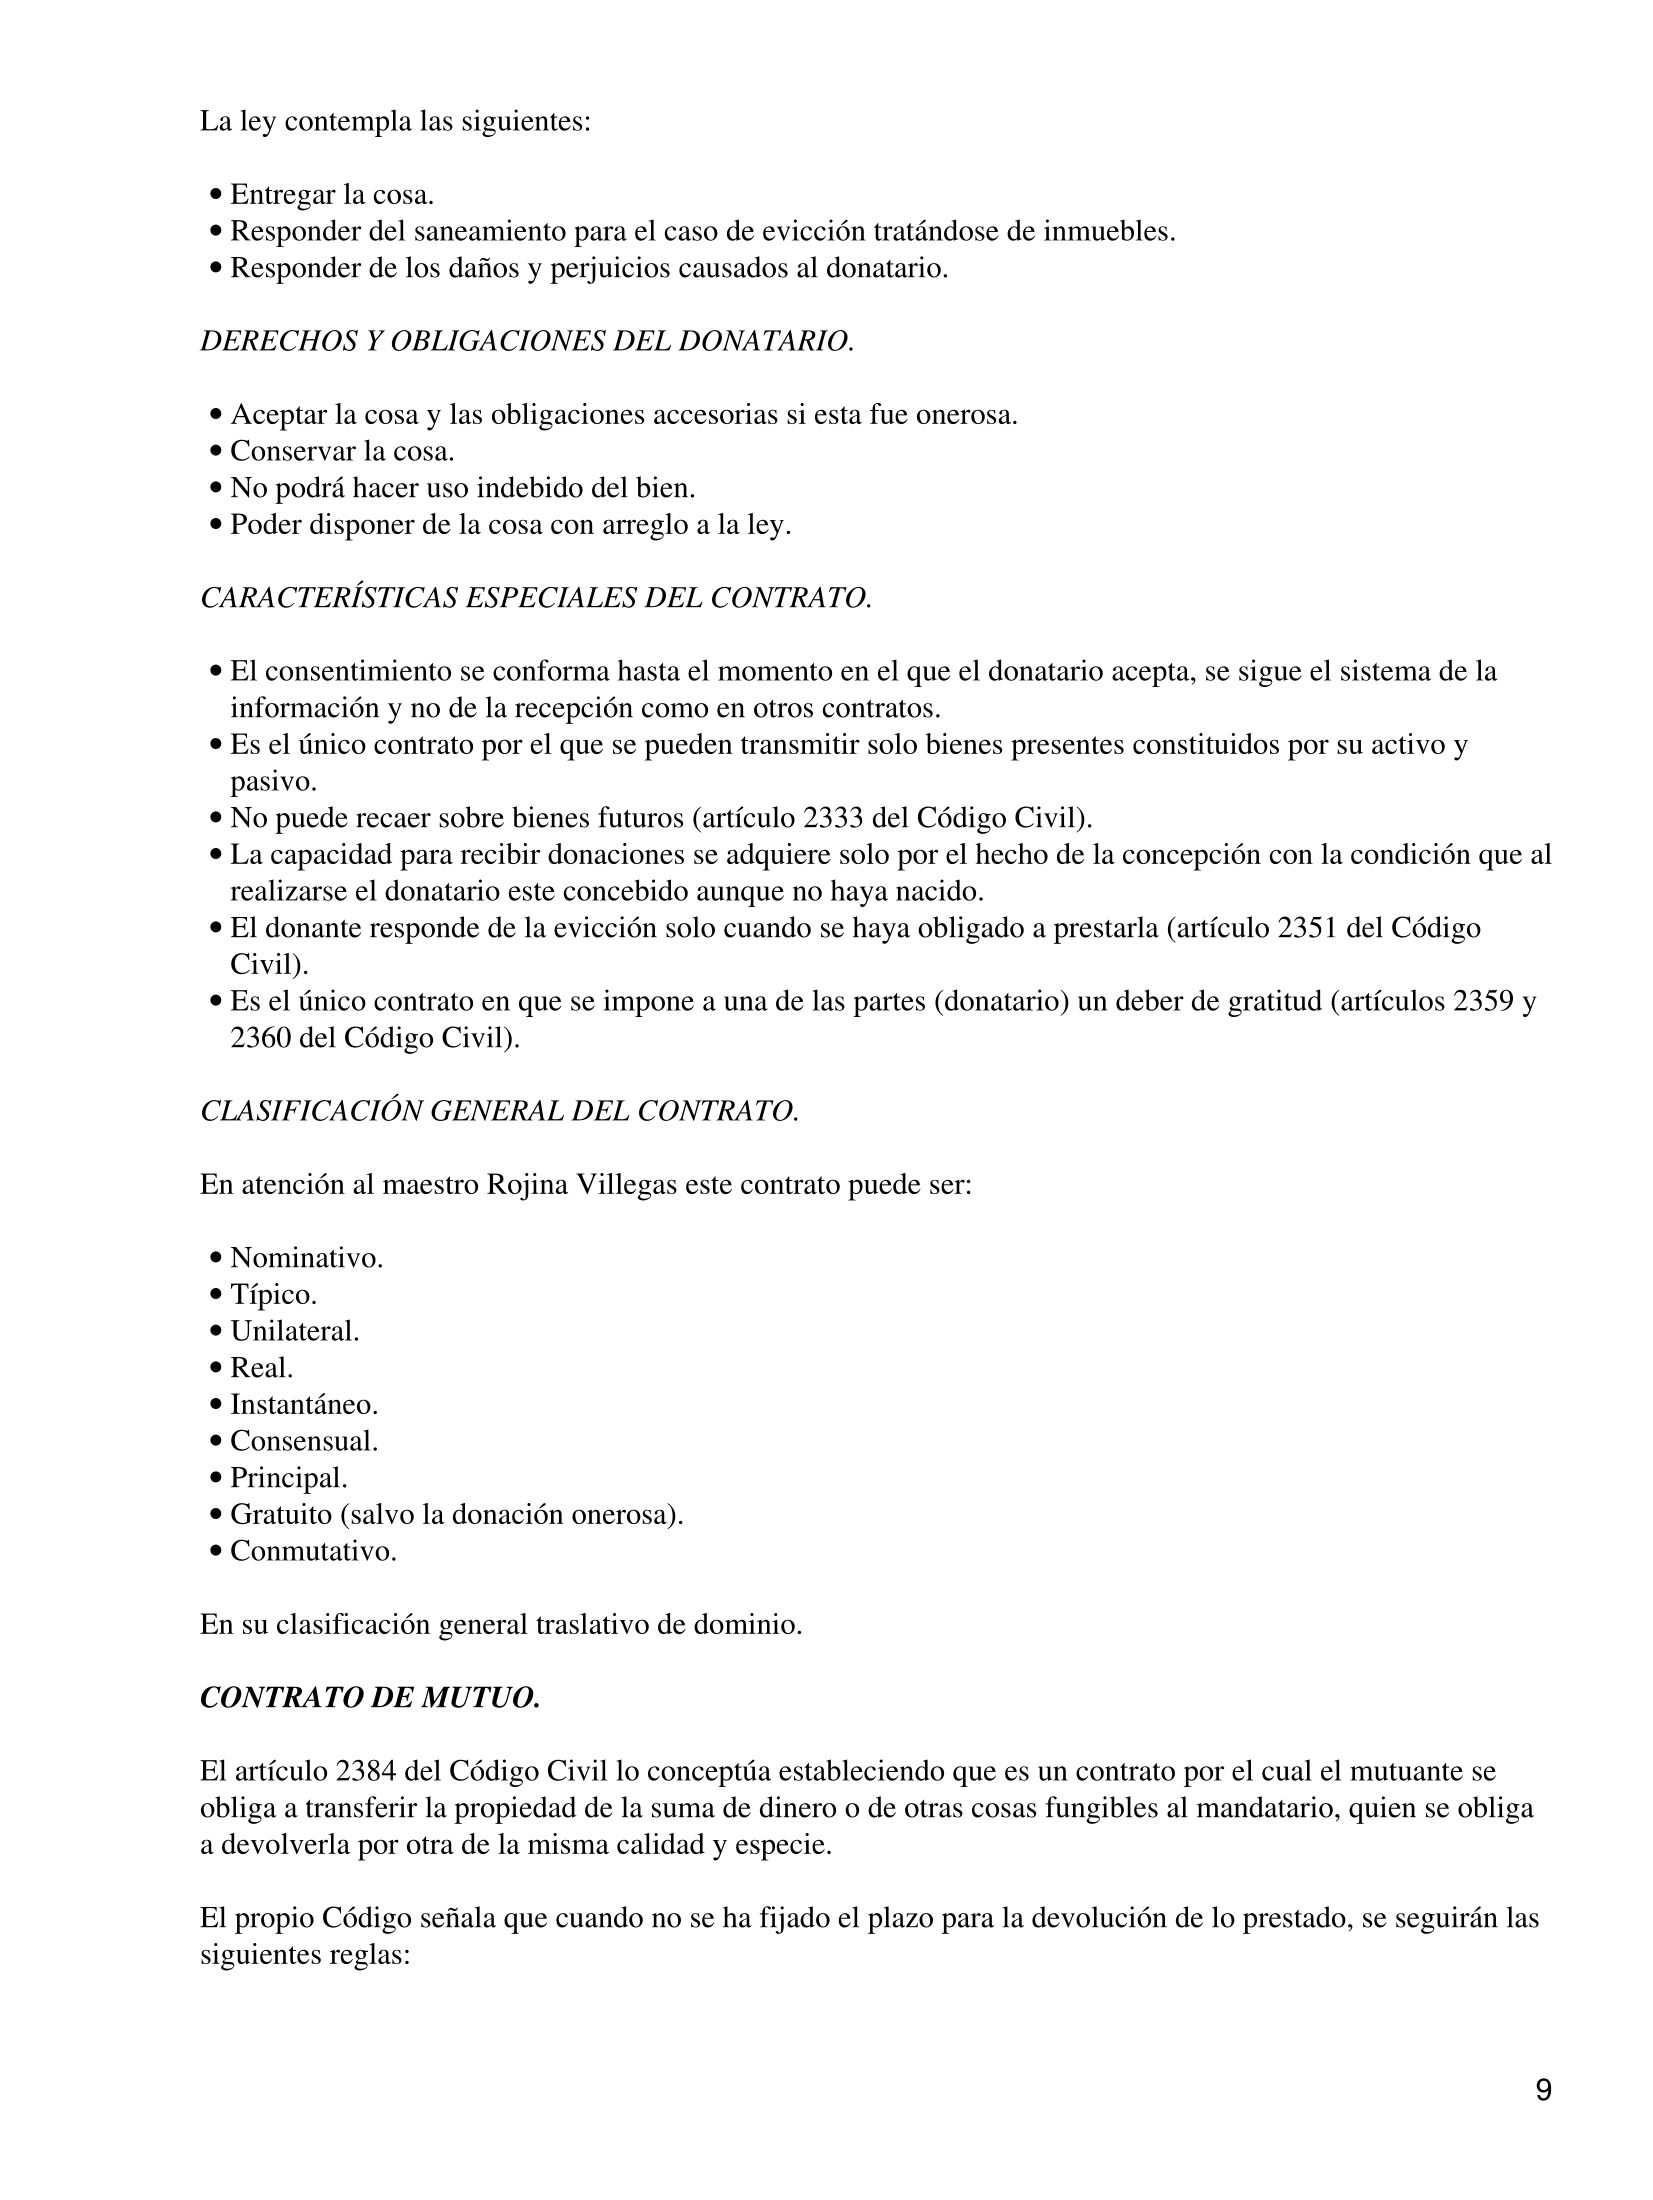 La ley contempla las siguientes:
• Entregar la cosa.
• Responder del saneamiento para el caso de evicción tratándose de inmuebles.
• Responder de los daños y perjuicios causados al donatario.
DERECHOS Y OBLIGACIONES DEL DONATARIO.
• Aceptar la cosa y las obligaciones accesorias si esta fue onerosa.
• Conservar la cosa.
• No podrá hacer uso indebido del bien.
• Poder disponer de la cosa con arreglo a la ley.
CARACTERÍSTICAS ESPECIALES DEL CONTRATO.
• El consentimiento se conforma hasta el momento en el que el donatario acepta, se sigue el sistema de la
información y no de la recepción como en otros contratos.
• Es el único contrato por el que se pueden transmitir solo bienes presentes constituidos por su activo y
pasivo.
• No puede recaer sobre bienes futuros (artículo 2333 del Código Civil).
• La capacidad para recibir donaciones se adquiere solo por el hecho de la concepción con la condición que al
realizarse el donatario este concebido aunque no haya nacido.
• El donante responde de la evicción solo cuando se haya obligado a prestarla (artículo 2351 del Código
Civil).
• Es el único contrato en que se impone a una de las partes (donatario) un deber de gratitud (artículos 2359 y
2360 del Código Civil).
CLASIFICACIÓN GENERAL DEL CONTRATO.
En atención al maestro Rojina Villegas este contrato puede ser:
• Nominativo.
• Típico.
• Unilateral.
• Real.
• Instantáneo.
• Consensual.
• Principal.
• Gratuito (salvo la donación onerosa).
• Conmutativo.
En su clasificación general traslativo de dominio.
CONTRATO DE MUTUO.
El artículo 2384 del Código Civil lo conceptúa estableciendo que es un contrato por el cual el mutuante se
obliga a transferir la propiedad de la suma de dinero o de otras cosas fungibles al mandatario, quien se obliga
a devolverla por otra de la misma calidad y especie.
El propio Código señala que cuando no se ha fijado el plazo para la devolución de lo prestado, se seguirán las
siguientes reglas:
9